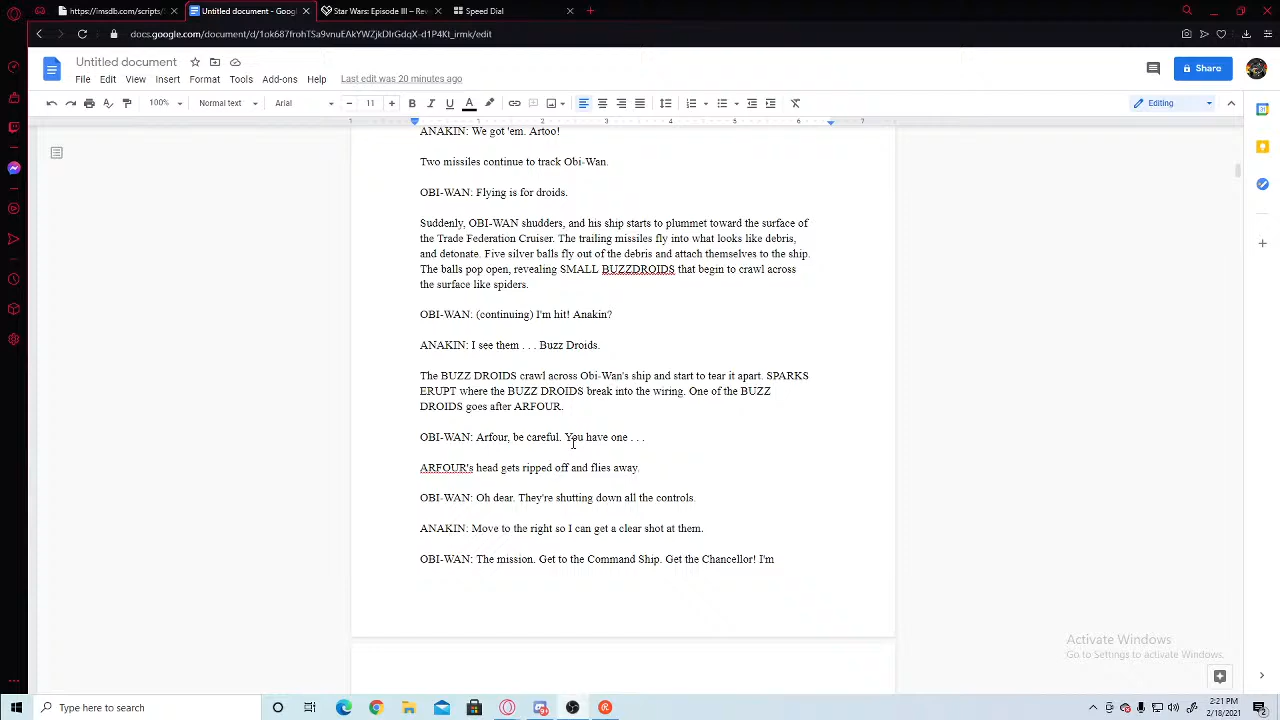 https://imsdb.com/scripts/S
Untitled document - Googl
Star Wars: Episode III – Rev
Speed Dial
docs.google.com/document/d/1ok687frohTSa9vnuEAkYWZjkDIrGdqX-d1P4Kt_irmk/edit
Untitled document
File Edit View Insert Format Tools Add-ons Help Last edit was 20 minutes ago
Share
100% Normal text Arial 11 Editing
1 1 2 3 4 5 6 7
ANAKIN: We got 'em. Artoo!
Two missiles continue to track Obi-Wan.
OBI-WAN: Flying is for droids.
Suddenly, OBI-WAN shudders, and his ship starts to plummet toward the surface of
the Trade Federation Cruiser. The trailing missiles fly into what looks like debris,
and detonate. Five silver balls fly out of the debris and attach themselves to the ship.
The balls pop open, revealing SMALL BUZZDROIDS that begin to crawl across
the surface like spiders.
OBI-WAN: (continuing) I'm hit! Anakin?
ANAKIN: I see them . . . Buzz Droids.
The BUZZ DROIDS crawl across Obi-Wan's ship and start to tear it apart. SPARKS
ERUPT where the BUZZ DROIDS break into the wiring. One of the BUZZ
DROIDS goes after ARFOUR.
OBI-WAN: Arfour, be careful. You have one . . .
ARFOUR's head gets ripped off and flies away.
OBI-WAN: Oh dear. They're shutting down all the controls.
ANAKIN: Move to the right so I can get a clear shot at them.
OBI-WAN: The mission. Get to the Command Ship. Get the Chancellor! I'm
Activate Windows
Go to Settings to activate Windows.
Type here to search
2:21 PM
2/18/2021